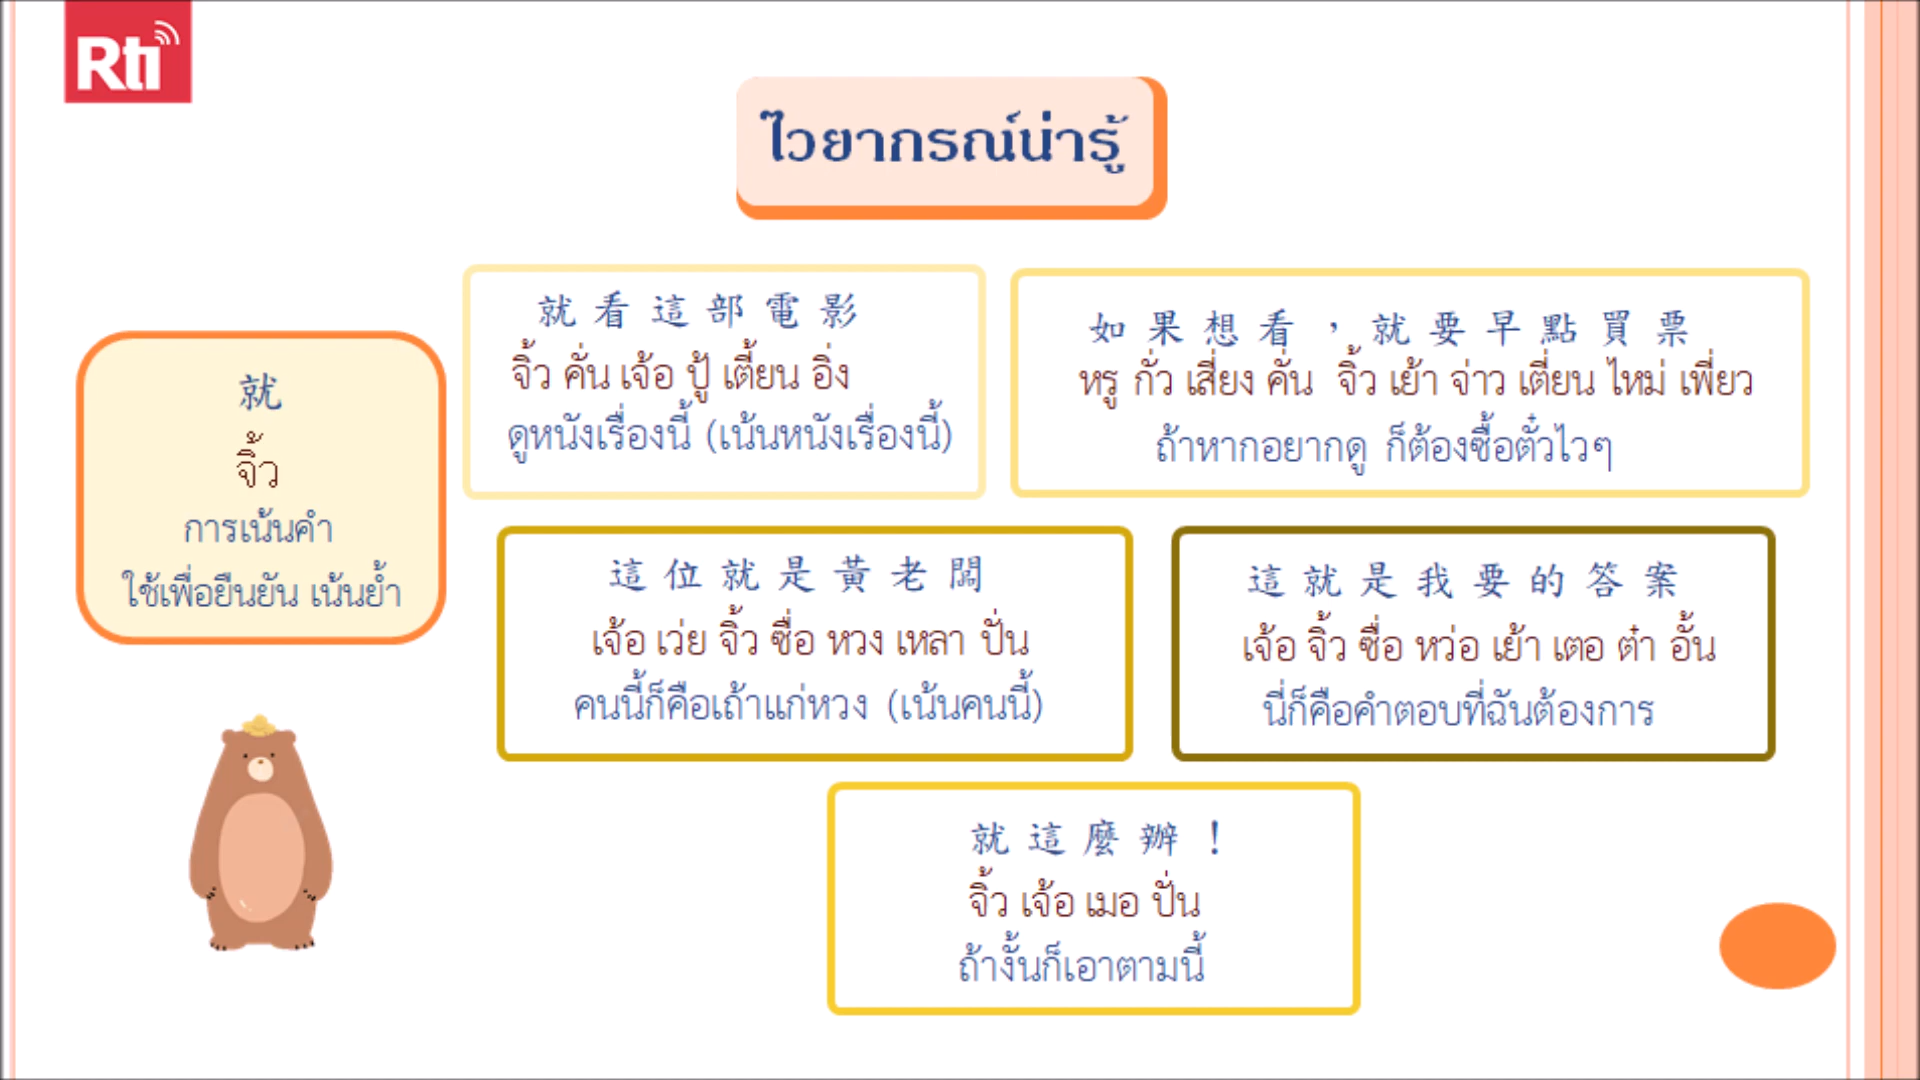 Rti
ไวยากรณ์น่ารู้
就
จิ้ว
การเน้นคำ
ใช้เพื่อยืนยัน เน้นย้ำ
就看這部電影
จิ้ว คั่น เจ้อ ปู้ เตี้ยน อิ่ง
ดูหนังเรื่องนี้ (เน้นหนังเรื่องนี้)
如果想看，就要早點買票
หรู กั่ว เสี่ยง คั่น จิ้ว เย้า จ่าว เตี่ยน ไหม่ เพี่ยว
ถ้าหากอยากดู ก็ต้องซื้อตั๋วไวๆ
這位就是黃老闆
เจ้อ เว่ย จิ้ว ซื่อ หวง เหลา ปั่น
คนนี้ก็คือเถ้าแก่หวง (เน้นคนนี้)
這就是我要的答案
เจ้อ จิ้ว ซื่อ หว่อ เย้า เตอ ต๋า อั้น
นี่ก็คือคำตอบที่ฉันต้องการ
就這麼辦！
จิ้ว เจ้อ เมอ ปั่น
ถ้างั้นก็เอาตามนี้